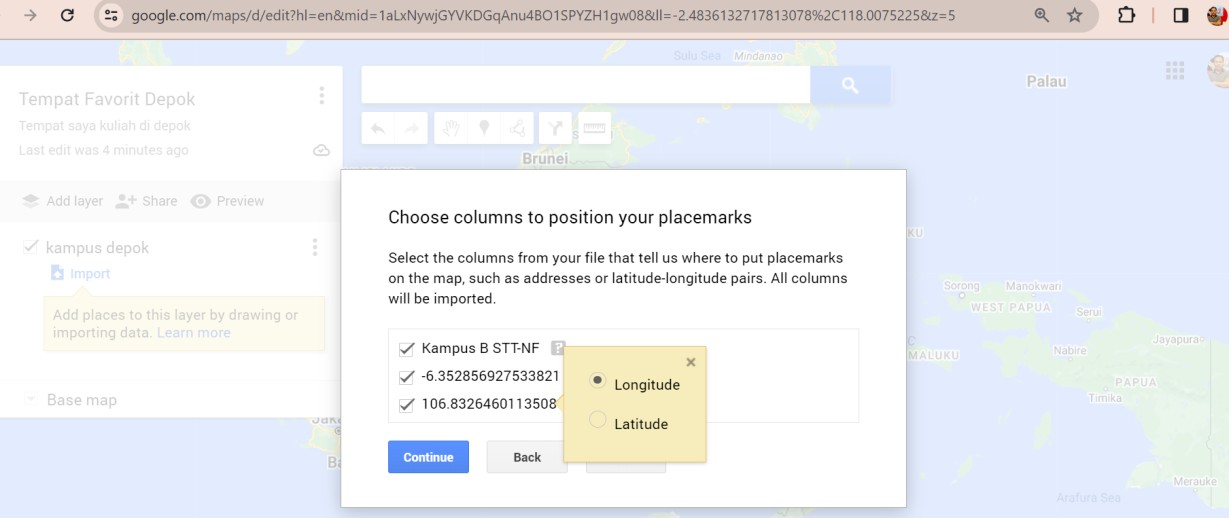 google.com/maps/d/edit?hl=en&mid=1aLxNywjGYVKDGqAnu4BO1SPYZH1gw08&ll=-2.4836132717813078%2C118.0075225&z=5
Sulu Sea
Mindanao
Palau
Tempat Favorit Depok
Tempat saya kuliah di depok
Last edit was 4 minutes ago
Brunei
Add layer
Share
Preview
kampus depok
Import
Add places to this layer by drawing or
importing data. Learn more
Base map
Choose columns to position your placemarks
Select the columns from your file that tell us where to put placemarks
on the map, such as addresses or latitude-longitude pairs. All columns
will be imported.
Kampus B STT-NF ?
-6.352856927533821
106.8326460113508
Longitude
Latitude
Continue
Back
KU
Sorong
Manokwari
WEST PAPUA
Serui
Nabire
Jayapura
MALUKU
PAPUA
Timika
Merauke
Arafura Sea